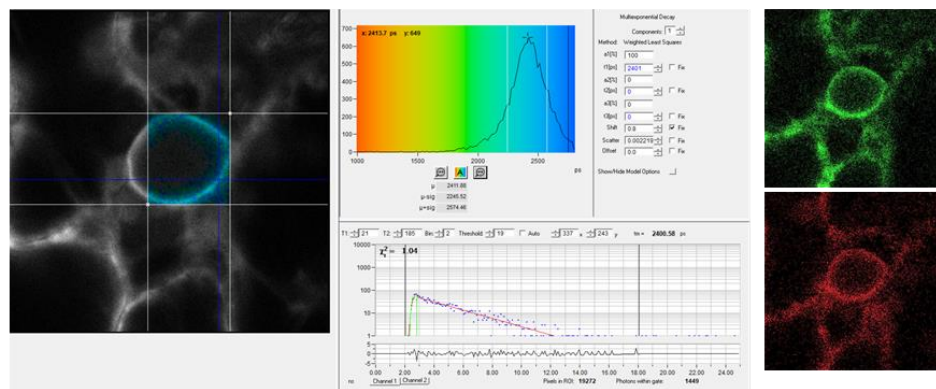 x:2413.7 ps y:649
700-
600-
500-
400-
300-
200-
100-
0-
1000
1500
2000
2500
ps
μ 2411.88
μ-sig 2245.52
μ+sig 2574.46
Multiexponential Decay
Components: 1
Method: Weighted Least Squares
a1[%] 100
t1[ps] 2401 Fix
a2[%] 0
t2[ps] 0 Fix
a3[%] 0
t3[ps] 0 Fix
Shift 0.8 Fix
Scatter 0.002219 Fix
Offset 0.0 Fix
Show/Hide Model Options
T1: 21 T2: 185 Bin: 2 Threshold: 19 Auto 337 x 243 y tm = 2400.58 ps
10000
1000
100
10
1
χ²r = 1.04
5
0
-5
0.00 2.00 4.00 6.00 8.00 10.00 12.00 14.00 16.00 18.00 20.00 22.00 24.00
ns Channel 1 Channel 2 Pixels in ROI: 19272 Photons within gate: 1449